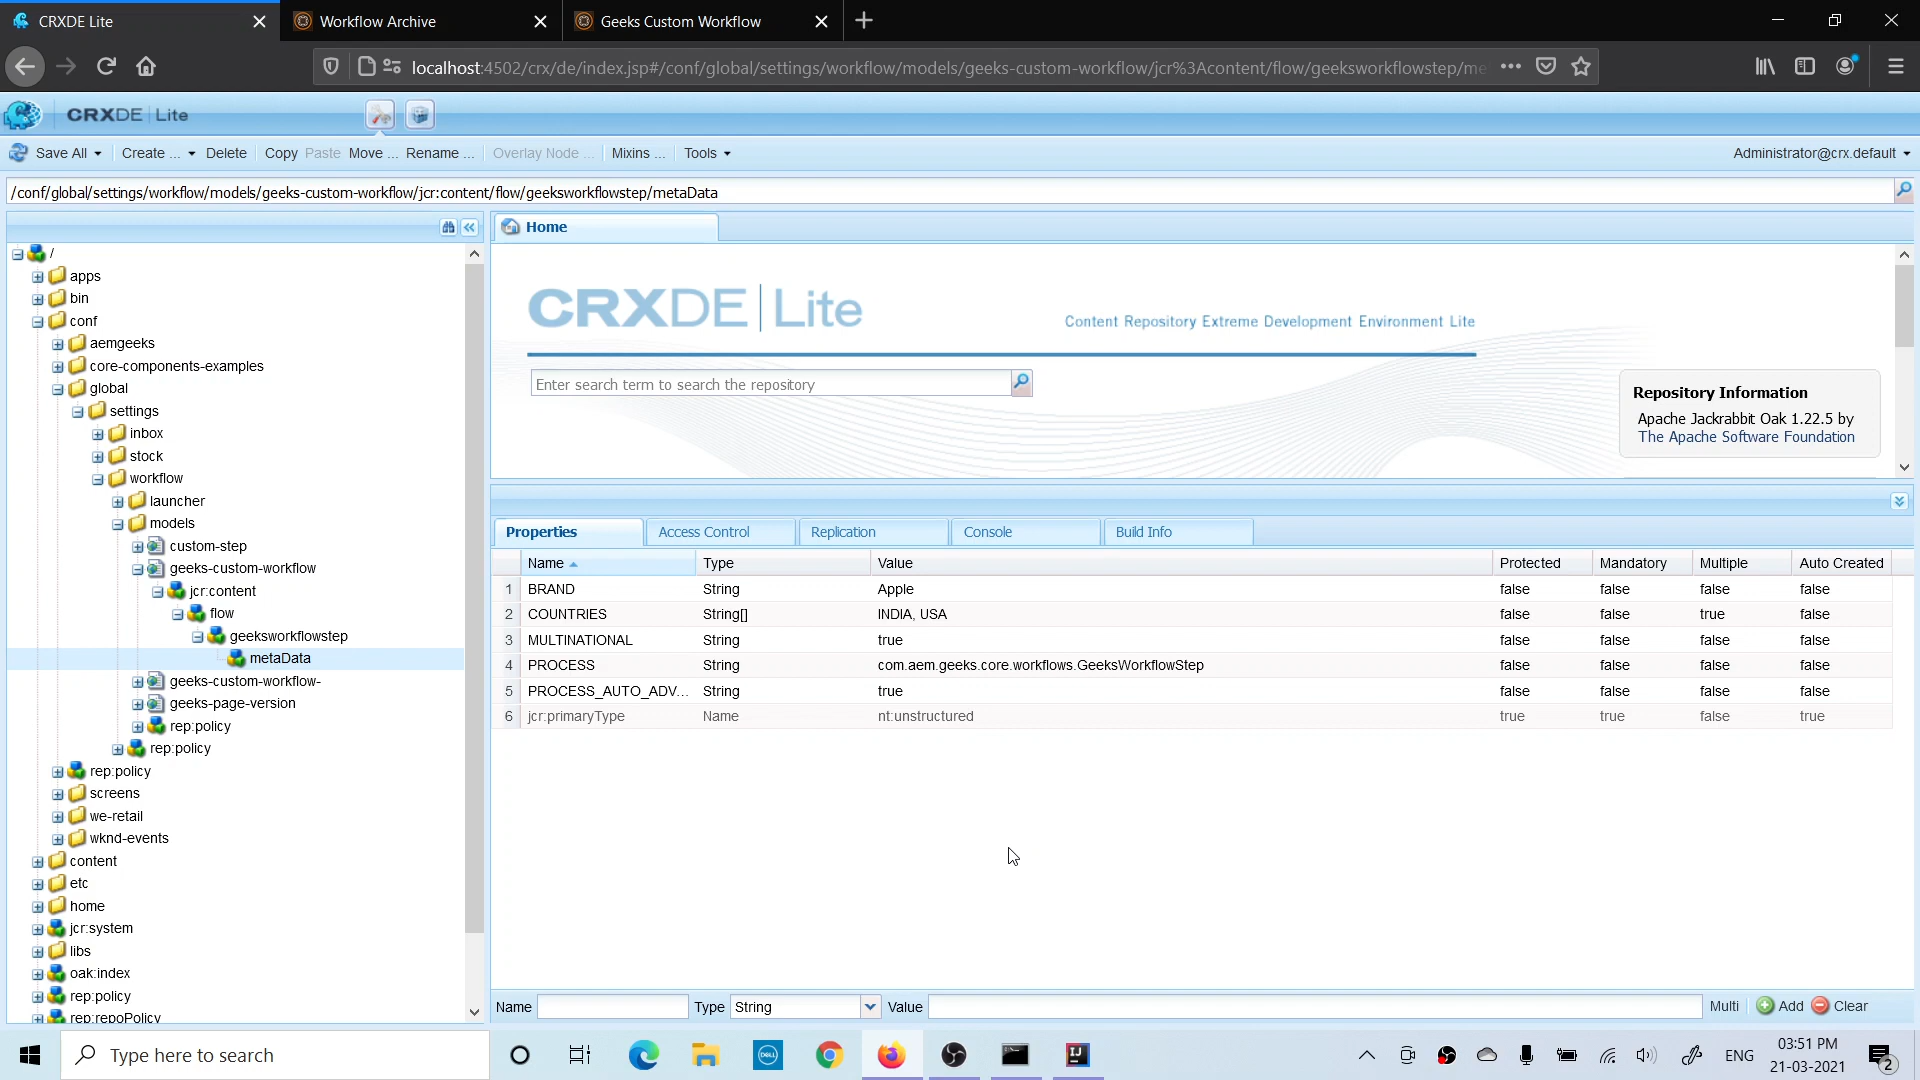 CRXDE Lite
Workflow Archive
Geeks Custom Workflow
localhost:4502/crx/de/index.jsp#/conf/global/settings/workflow/models/geeks-custom-workflow/jcr%3Acontent/flow/geeksworkflowstep/me
CRXDE | Lite
Save All
Create ...
Delete
Copy
Paste
Move ...
Rename ...
Overlay Node ...
Mixins ...
Tools
Administrator@crx.default
/conf/global/settings/workflow/models/geeks-custom-workflow/jcr:content/flow/geeksworkflowstep/metaData
/
apps
bin
conf
aemgeeks
core-components-examples
global
settings
inbox
stock
workflow
launcher
models
custom-step
geeks-custom-workflow
jcr:content
flow
geeksworkflowstep
metaData
geeks-custom-workflow-
geeks-page-version
rep:policy
rep:policy
rep:policy
screens
we-retail
wknd-events
content
etc
home
jcr:system
libs
oak:index
rep:policy
rep:repoPolicy
Home
CRXDE | Lite
Content Repository Extreme Development Environment Lite
Enter search term to search the repository
Repository Information
Apache Jackrabbit Oak 1.22.5 by
The Apache Software Foundation
Properties Access Control Replication Console Build Info
Name Type Value Protected Mandatory Multiple Auto Created
1 BRAND String Apple false false false false
2 COUNTRIES String[] INDIA, USA false false true false
3 MULTINATIONAL String true false false false false
4 PROCESS String com.aem.geeks.core.workflows.GeeksWorkflowStep false false false false
5 PROCESS_AUTO_ADV... String true false false false false
6 jcr:primaryType Name nt:unstructured true true false true
Name Type String Value Multi Add Clear
Type here to search
DELL
IJ
ENG
03:51 PM
21-03-2021
2